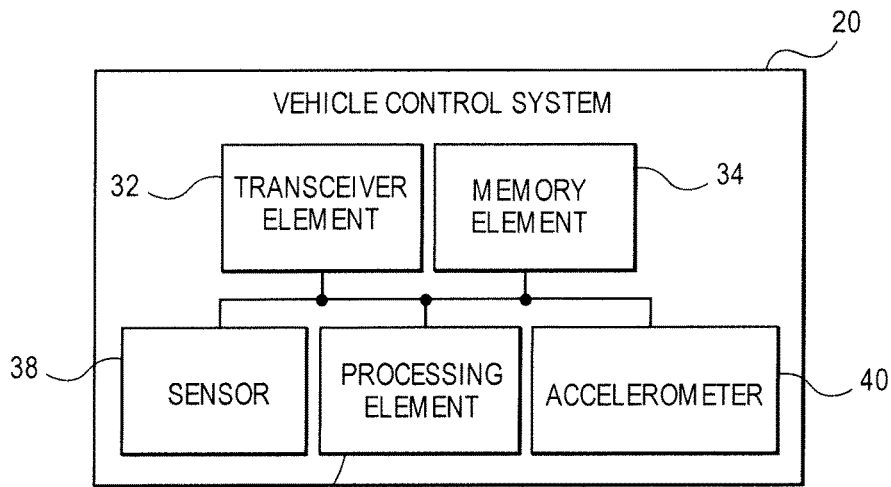 20
VEHICLE CONTROL SYSTEM
32
TRANSCEIVER
ELEMENT
MEMORY
ELEMENT
34
38
SENSOR
PROCESSING
ELEMENT
ACCELEROMETER
40